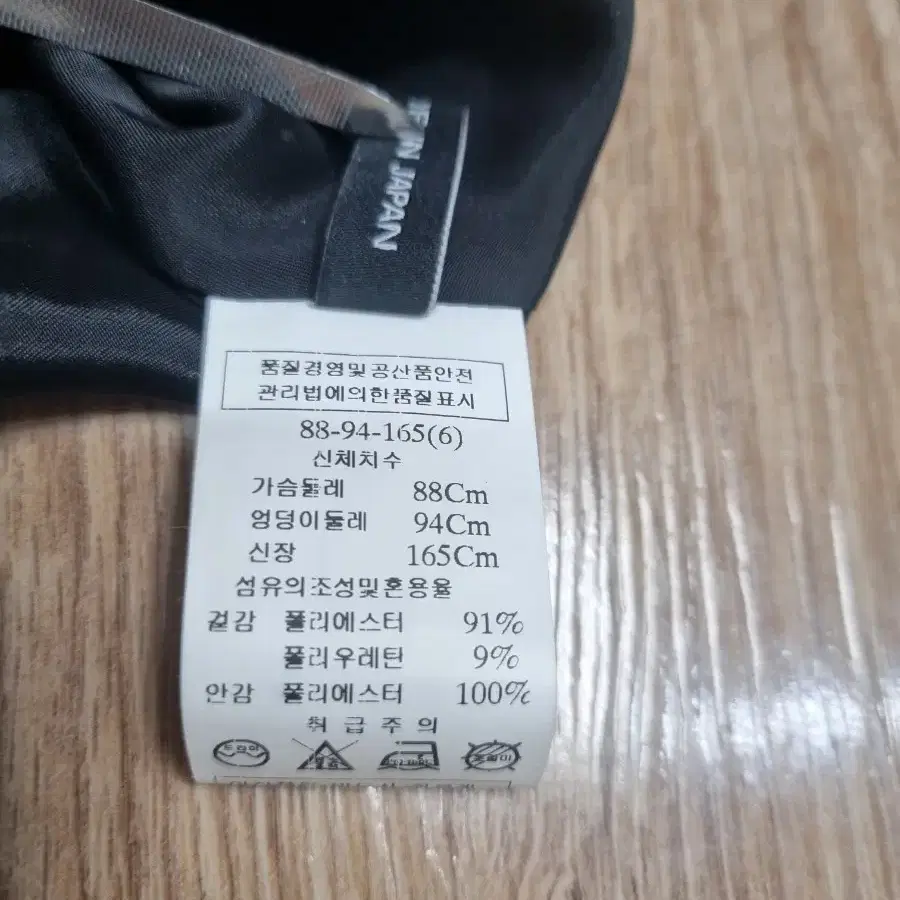 IN JAPAN
품질경영및공산품안전
관리법에의한품질표시
88-94-165(6)
신체치수
가슴둘레 88Cm
엉덩이둘레 94Cm
신장 165Cm
섬유의조성및혼용율
겉감 폴리에스터 91%
폴리우레탄 9%
안감 폴리에스터 100%
취급주의
드라이